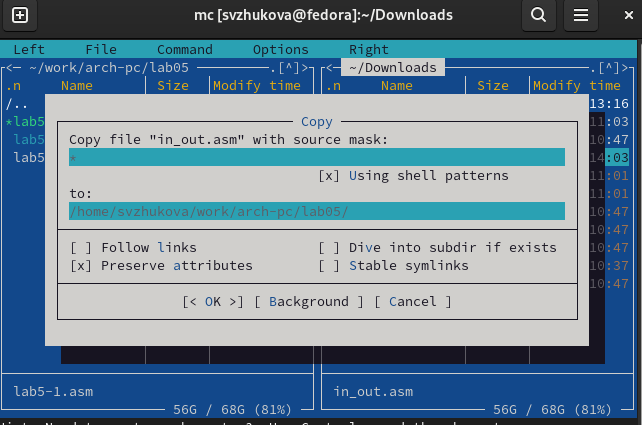 mc [svzhukova@fedora]:~/Downloads
Left File Command Options Right
<— ~/work/arch-pc/lab05 .[^]> <— ~/Downloads .[^]>
.n Name Size Modify time .n Name Size Modify time
/.. 13:16
*lab5 11:03
lab5 10:47
lab5 14:03
11:01
11:01
10:47
10:47
10:47
10:37
10:47
Copy
Copy file "in_out.asm" with source mask:
*
[x] Using shell patterns
to:
/home/svzhukova/work/arch-pc/lab05/
[ ] Follow links [ ] Dive into subdir if exists
[x] Preserve attributes [ ] Stable symlinks
[< OK >] [ Background ] [ Cancel ]
lab5-1.asm in_out.asm
56G / 68G (81%) 56G / 68G (81%)